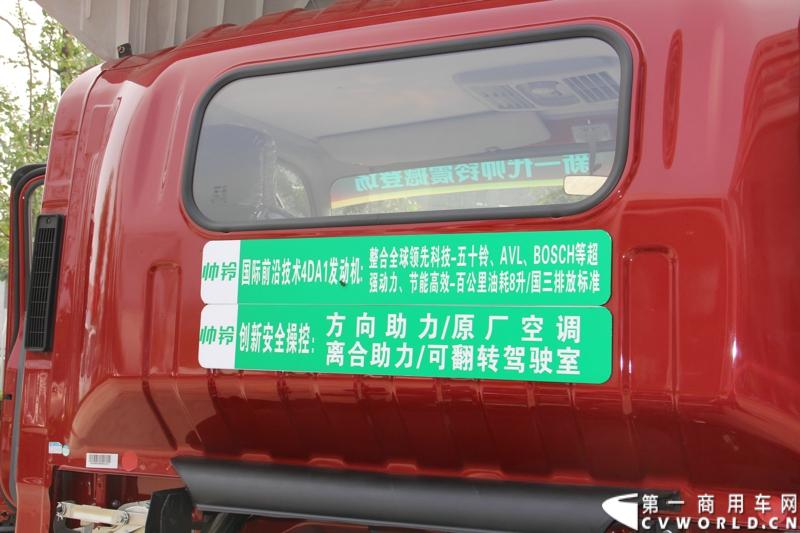 新一代帅铃震撼登场
帅铃 国际前沿技术4DA1发动机: 整合全球领先科技-五十铃、AVL、BOSCH等超
强动力、节能高效-百公里油耗8升/国三排放标准
帅铃 创新安全操控: 方向助力/原厂空调
离合助力/可翻转驾驶室
第一商用车网
CVWORLD.CN